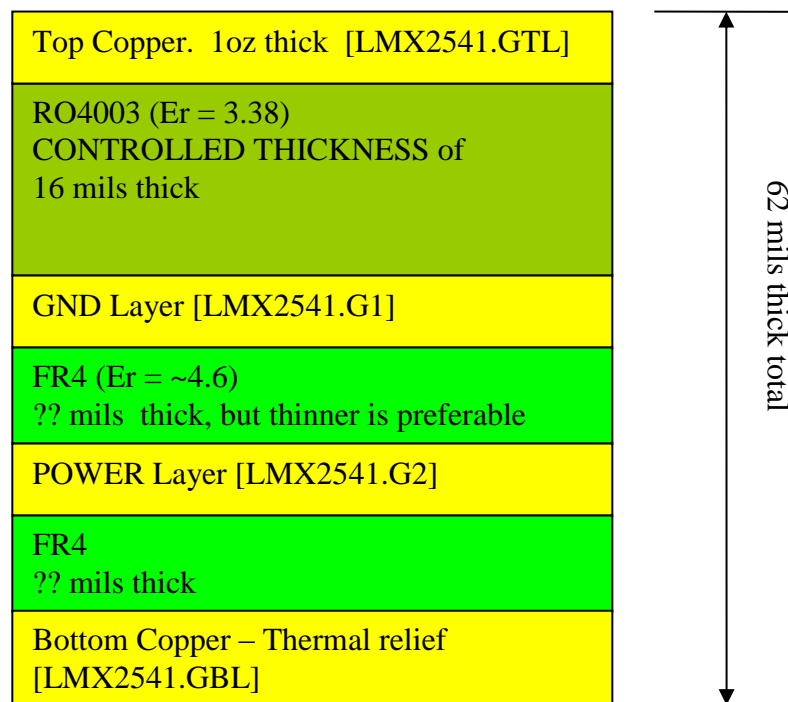 Top Copper. 1oz thick [LMX2541.GTL]
RO4003 (Er = 3.38)
CONTROLLED THICKNESS of
16 mils thick
GND Layer [LMX2541.G1]
FR4 (Er = ~4.6)
?? mils thick, but thinner is preferable
POWER Layer [LMX2541.G2]
FR4
?? mils thick
Bottom Copper – Thermal relief
[LMX2541.GBL]
62 mils thick total